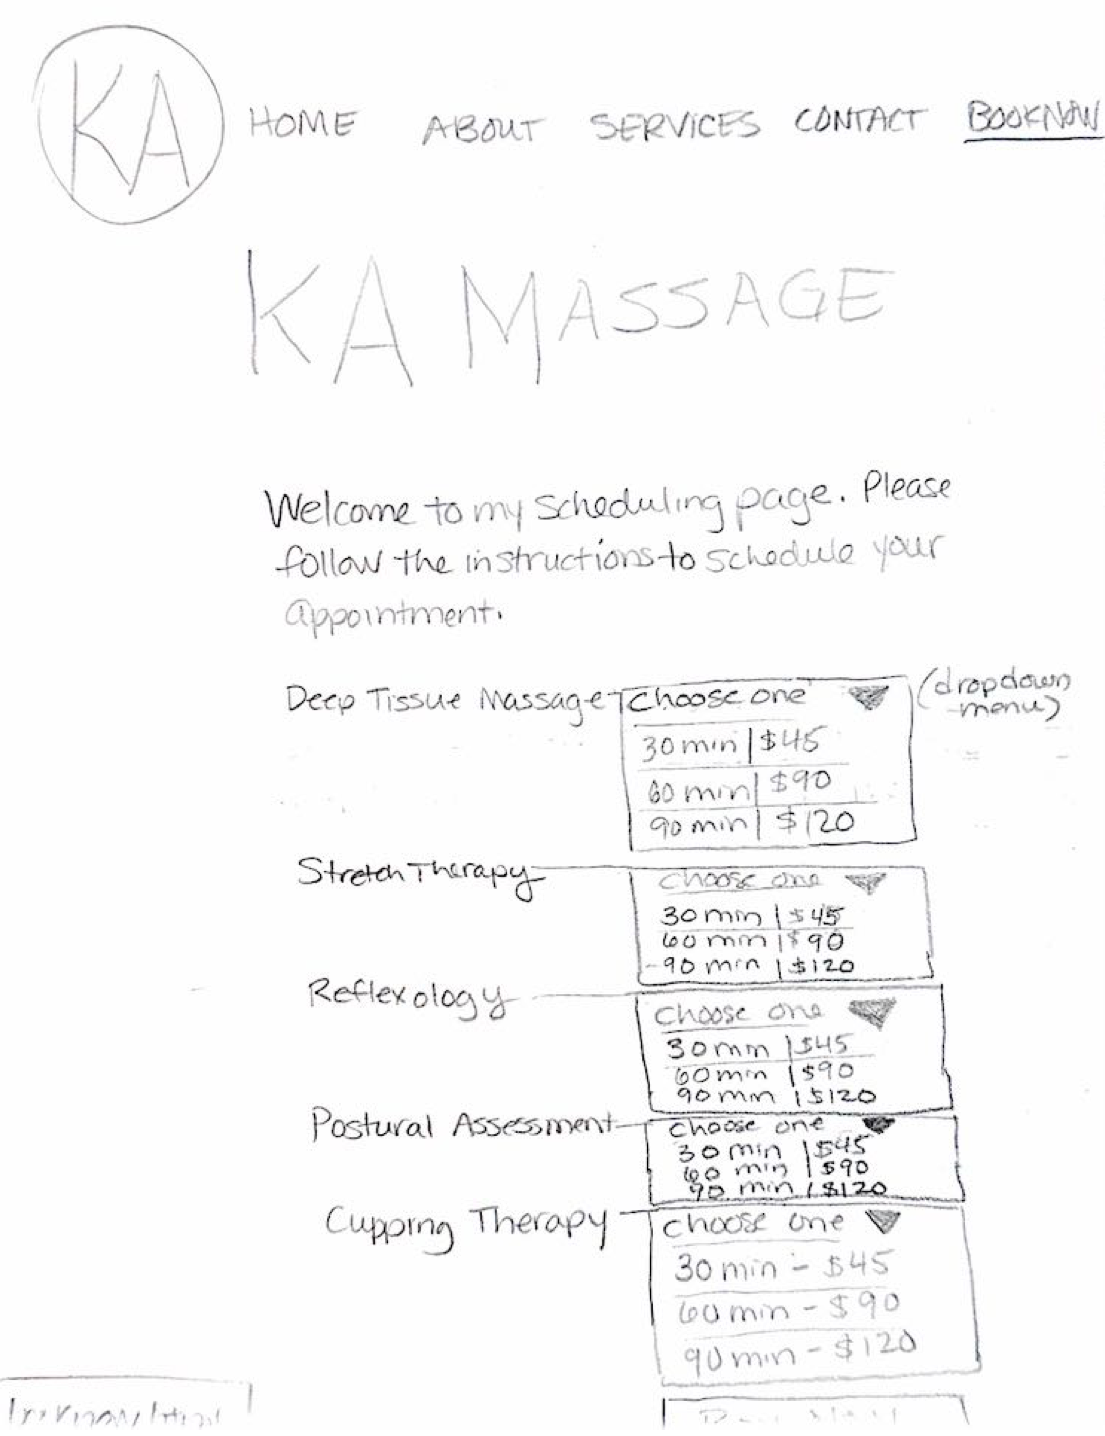 KA
HOME ABOUT SERVICES CONTACT BOOKNOW
KA MASSAGE
Welcome to my scheduling page. Please
follow the instructions to schedule your
appointment.
Deep Tissue Massage choose one (dropdown
menu)
30 min | $45
60 min | $90
90 min | $120
Stretch Therapy choose one
30 min | $45
60 min | $90
90 min | $120
Reflexology choose one
30 min | $45
60 min | $90
90 min | $120
Postural Assessment choose one
30 min | $45
60 min | $90
90 min | $120
Cupping Therapy choose one
30 min - $45
60 min - $90
90 min - $120